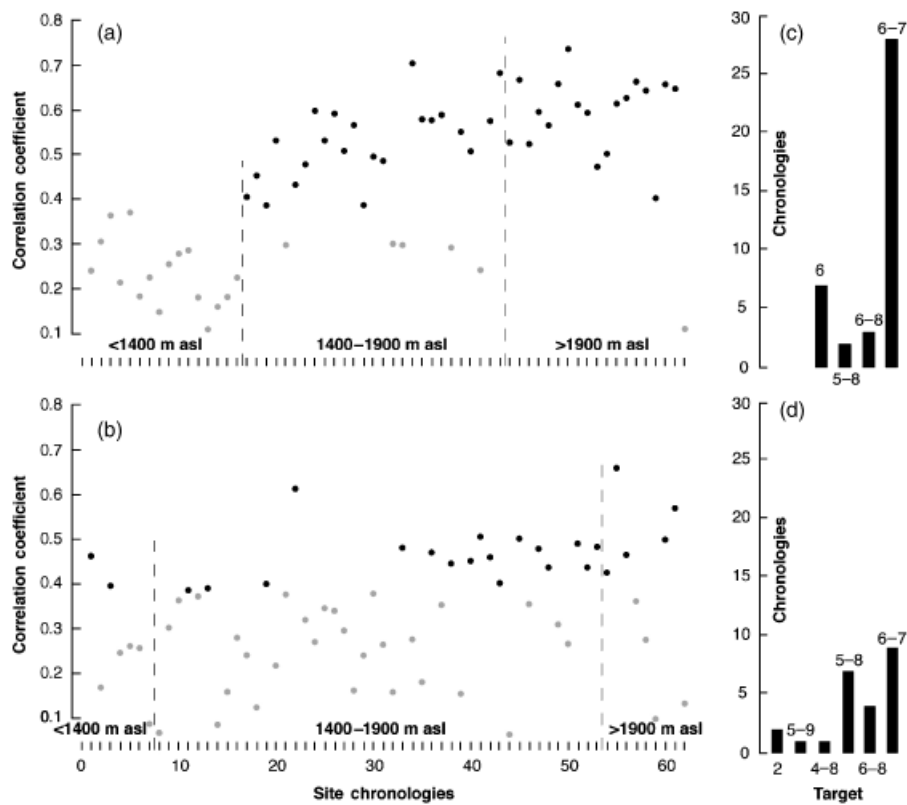 (a)
Correlation coefficient
0.8
0.7
0.6
0.5
0.4
0.3
0.2
0.1
<1400 m asl
1400–1900 m asl
>1900 m asl
(c)
Chronologies
30
25
20
15
10
5
0
6
5–8
6–8
6–7
(b)
Correlation coefficient
0.8
0.7
0.6
0.5
0.4
0.3
0.2
0.1
<1400 m asl
1400–1900 m asl
>1900 m asl
0 10 20 30 40 50 60
Site chronologies
(d)
Chronologies
30
25
20
15
10
5
0
2
5–9
4–8
5–8
6–8
6–7
Target